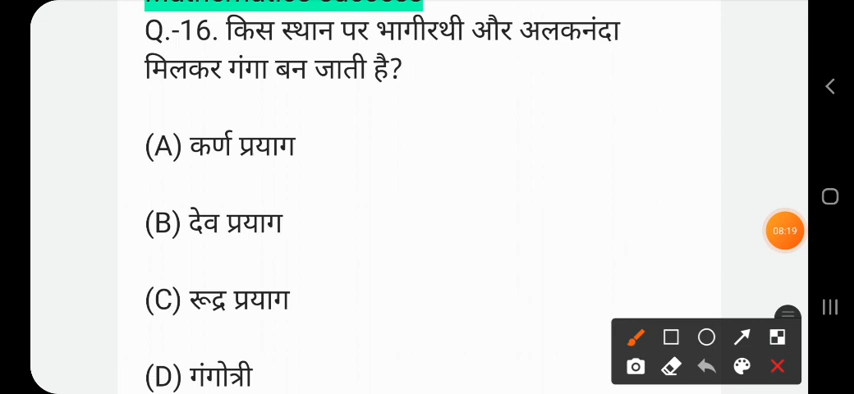 Q.-16. किस स्थान पर भागीरथी और अलकनंदा
मिलकर गंगा बन जाती है?
(A) कर्ण प्रयाग
(B) देव प्रयाग
(C) रूद्र प्रयाग
(D) गंगोत्री
08:19